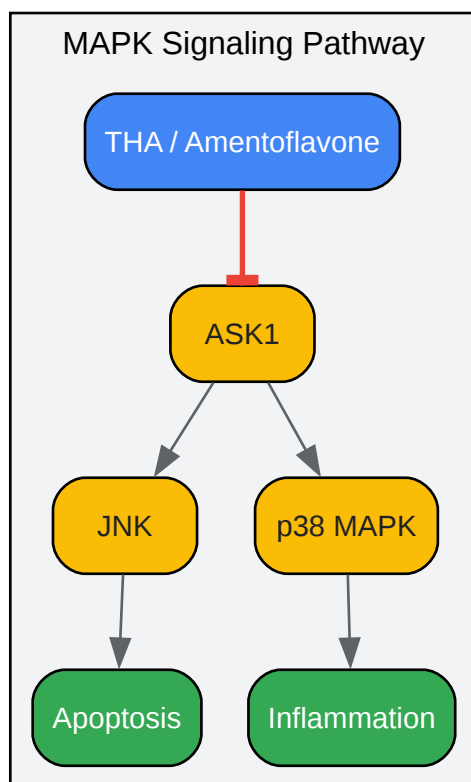 MAPK Signaling Pathway
THA / Amentoflavone
ASK1
JNK
p38 MAPK
Apoptosis
Inflammation